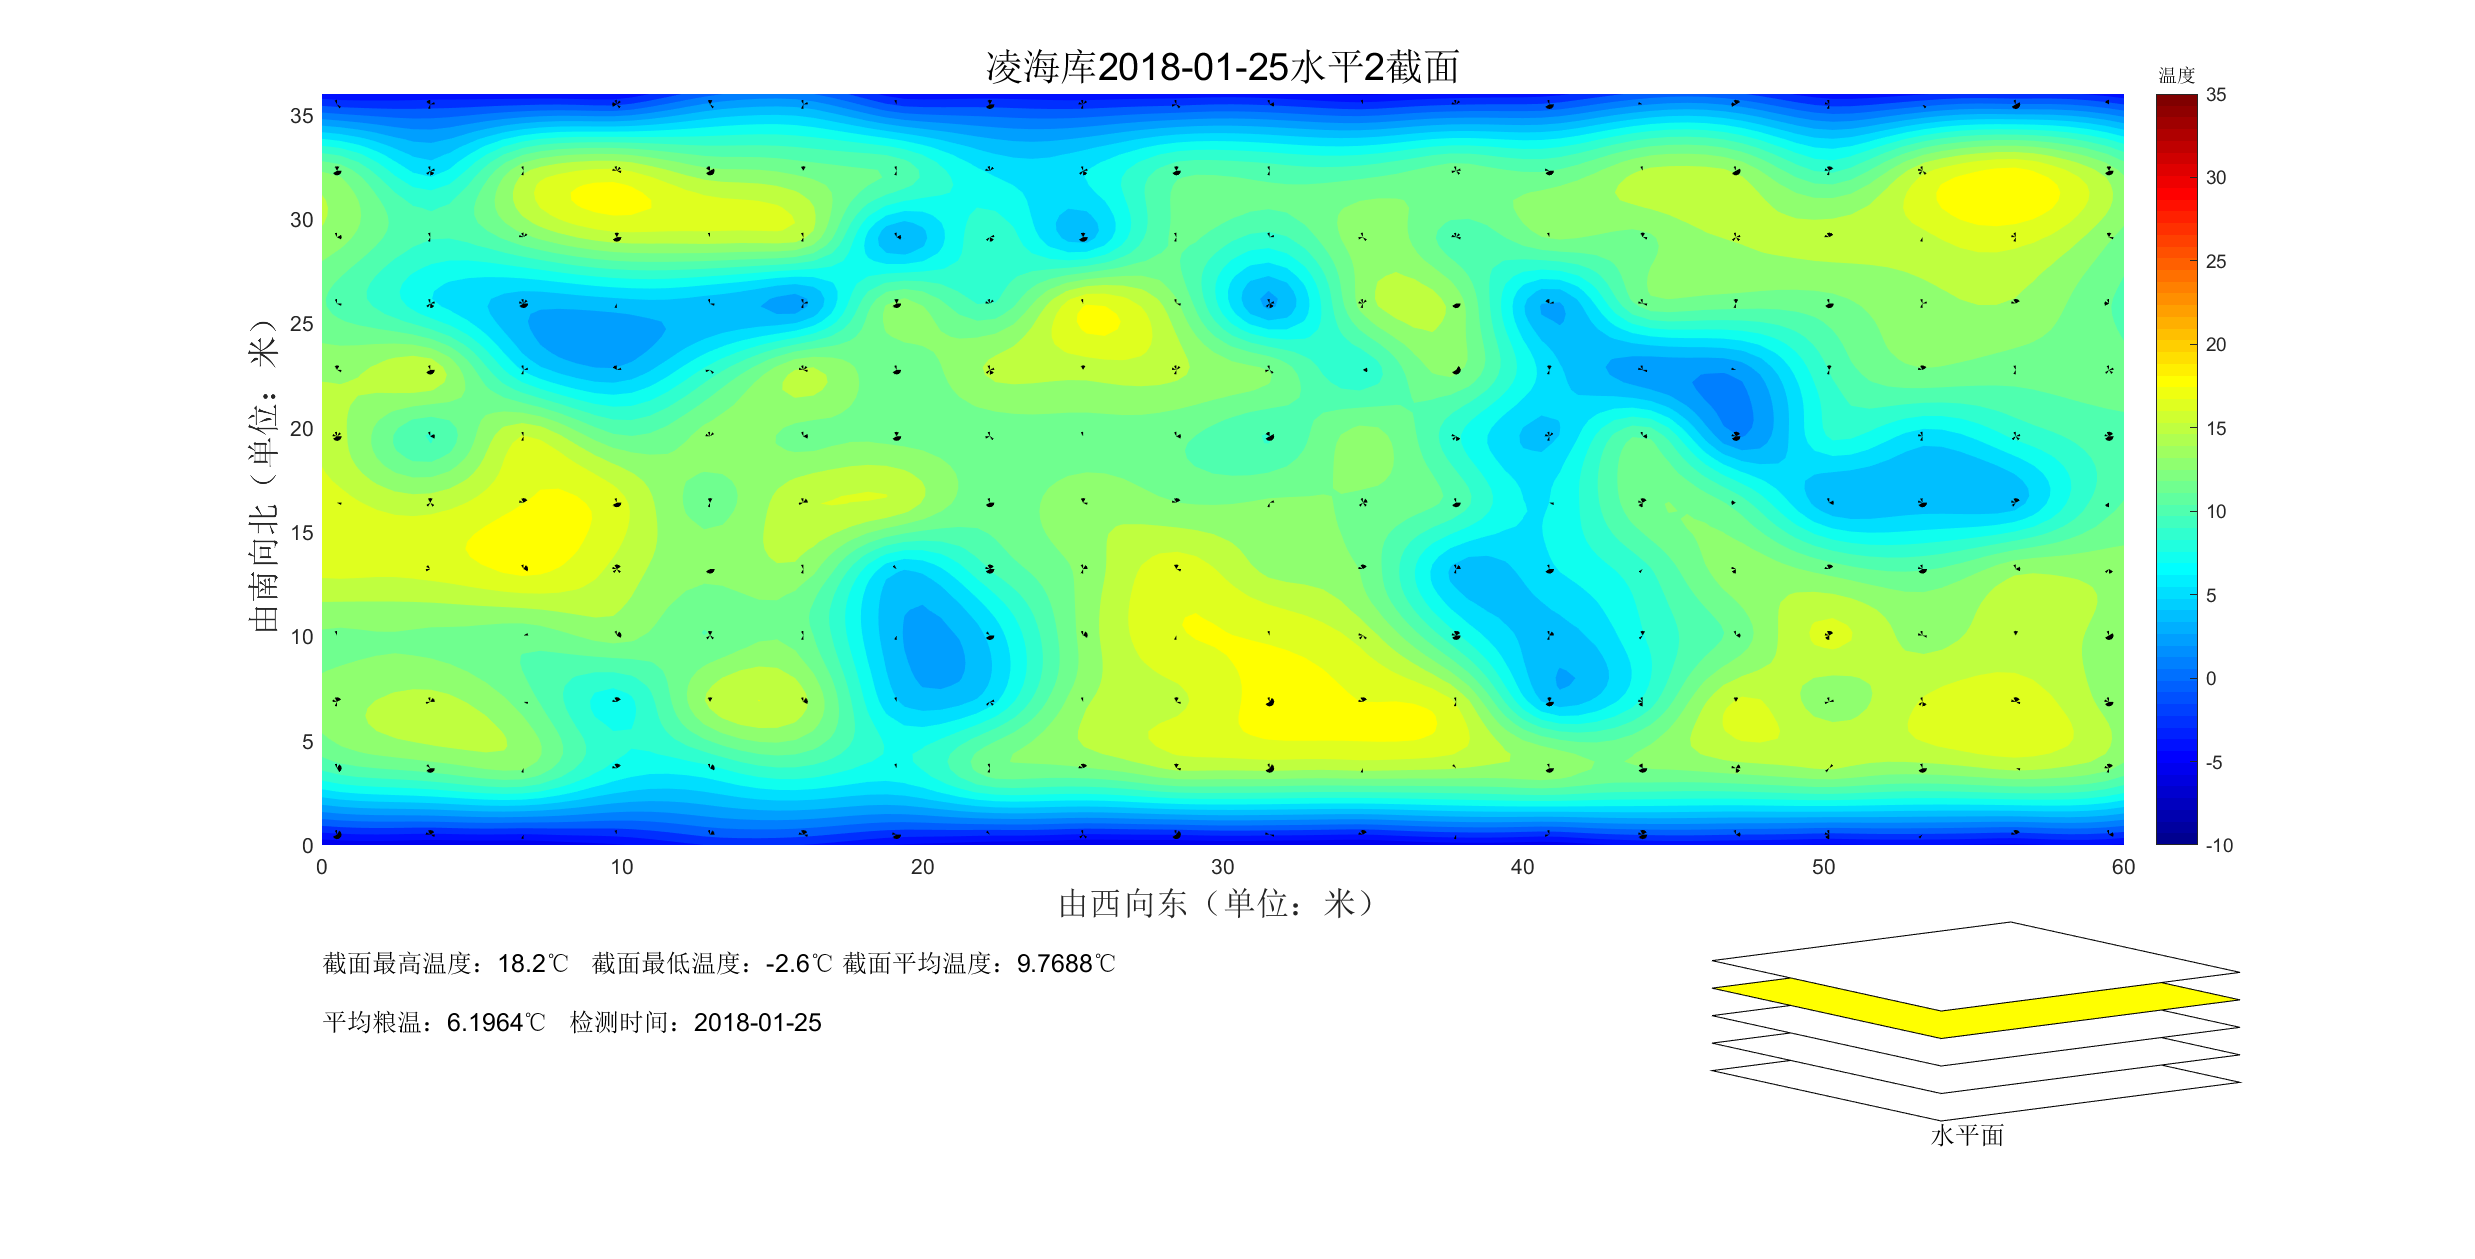 凌海库2018-01-25水平2截面
温度
35
30
25
20
15
10
5
0
-5
-10
35
30
25
20
15
10
5
0
由南向北（单位：米）
0 10 20 30 40 50 60
由西向东（单位：米）
截面最高温度：18.2℃ 截面最低温度：-2.6℃ 截面平均温度：9.7688℃
平均粮温：6.1964℃ 检测时间：2018-01-25
水平面